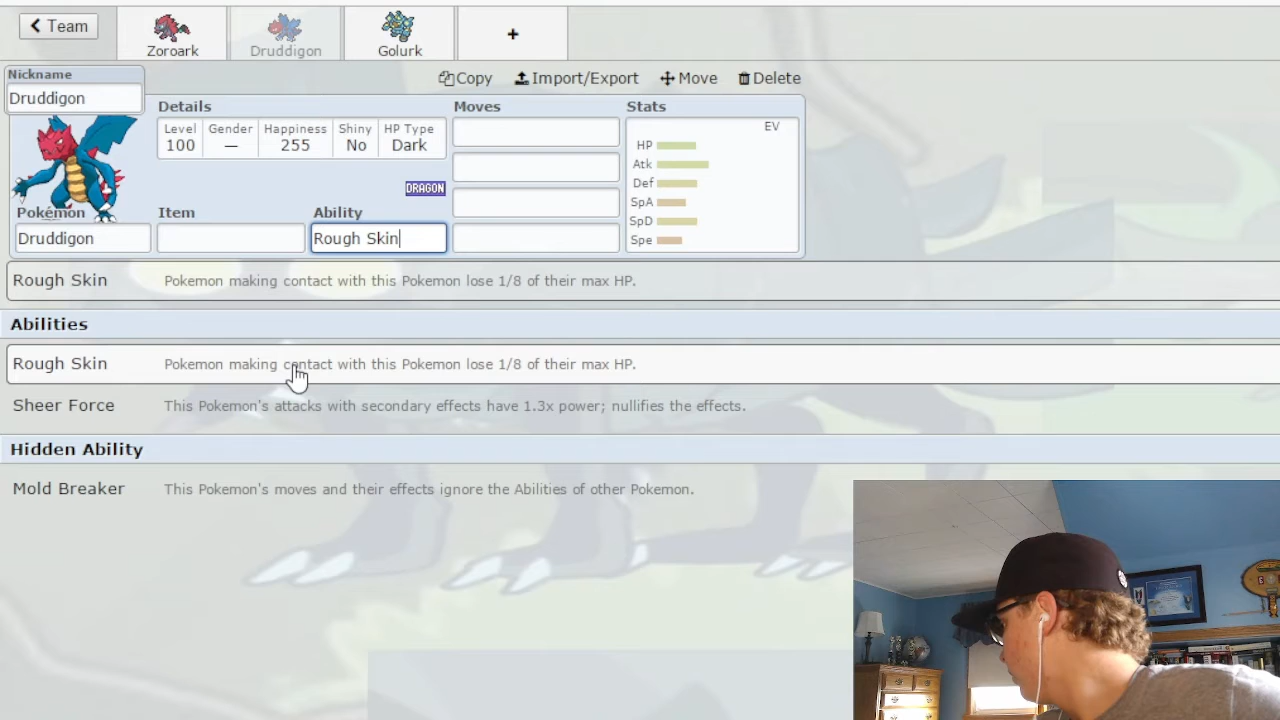 Team
Zoroark
Druddigon
Golurk
+
Nickname
Druddigon
Copy
Import/Export
Move
Delete
Details
Level
100
Gender
—
Happiness
255
Shiny
No
HP Type
Dark
DRAGON
Pokémon
Druddigon
Item
Ability
Rough Skin
Moves
Stats
EV
HP
Atk
Def
SpA
SpD
Spe
Rough Skin Pokemon making contact with this Pokemon lose 1/8 of their max HP.
Abilities
Rough Skin Pokemon making contact with this Pokemon lose 1/8 of their max HP.
Sheer Force This Pokemon's attacks with secondary effects have 1.3x power; nullifies the effects.
Hidden Ability
Mold Breaker This Pokemon's moves and their effects ignore the Abilities of other Pokemon.